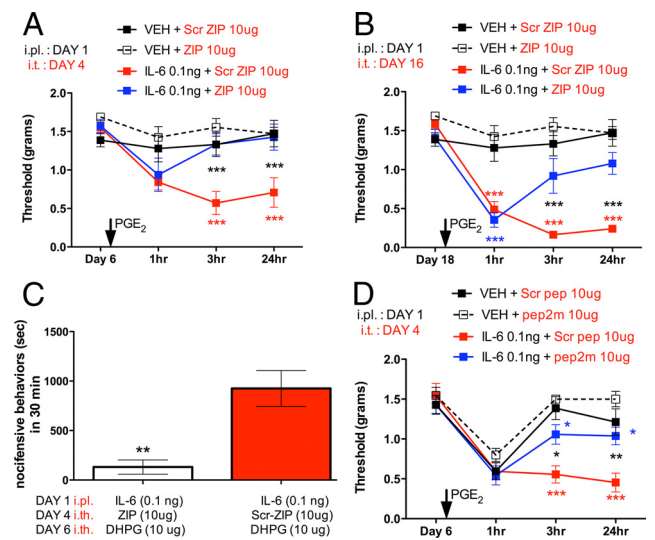 A
VEH + Scr ZIP 10ug
VEH + ZIP 10ug
IL-6 0.1ng + Scr ZIP 10ug
IL-6 0.1ng + ZIP 10ug
i.pl. : DAY 1
i.t. : DAY 4
Threshold (grams)
2.0
1.5
1.0
0.5
0.0
***
***
***
***
PGE2
Day 6 1hr 3hr 24hr
B
VEH + Scr ZIP 10ug
VEH + ZIP 10ug
IL-6 0.1ng + Scr ZIP 10ug
IL-6 0.1ng + ZIP 10ug
i.pl. : DAY 1
i.t. : DAY 16
Threshold (grams)
2.0
1.5
1.0
0.5
0.0
***
***
***
***
***
***
PGE2
Day 18 1hr 3hr 24hr
C
nocifensive behaviors (sec)
in 30 min
1500
1000
500
0
**
DAY 1 i.pl. IL-6 (0.1 ng) IL-6 (0.1 ng)
DAY 4 i.th. ZIP (10ug) Scr-ZIP (10ug)
DAY 6 i.th. DHPG (10 ug) DHPG (10 ug)
D
VEH + Scr pep 10ug
VEH + pep2m 10ug
IL-6 0.1ng + Scr pep 10ug
IL-6 0.1ng + pep2m 10ug
i.pl. : DAY 1
i.t. : DAY 4
Threshold (grams)
2.0
1.5
1.0
0.5
0.0
*
*
*
**
***
***
PGE2
Day 6 1hr 3hr 24hr